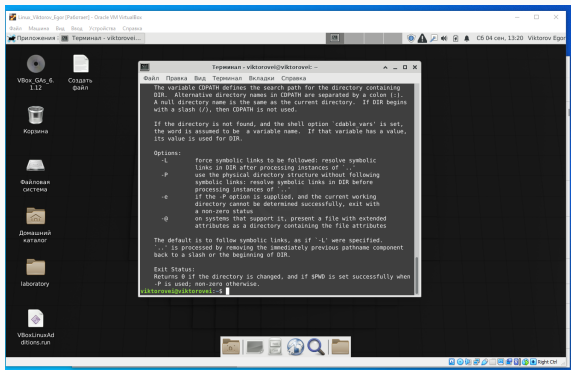 Linux_Viktorov_Egor [Работает] - Oracle VM VirtualBox
Файл Машина Вид Ввод Устройства Справка
Приложения Терминал - viktorovei... Сб 04 сен, 13:20 Viktorov Egor
VBox_GAs_6.
1.12
Создать
файл
Корзина
Файловая
система
Домашний
каталог
laboratory
VBoxLinuxAd
ditions.run
Терминал - viktorovei@viktorovei: ~
Файл Правка Вид Терминал Вкладки Справка
The variable CDPATH defines the search path for the directory containing
DIR. Alternative directory names in CDPATH are separated by a colon (:).
A null directory name is the same as the current directory. If DIR begins
with a slash (/), then CDPATH is not used.
If the directory is not found, and the shell option `cdable_vars' is set,
the word is assumed to be a variable name. If that variable has a value,
its value is used for DIR.
Options:
-L force symbolic links to be followed: resolve symbolic
links in DIR after processing instances of `..'
-P use the physical directory structure without following
symbolic links: resolve symbolic links in DIR before
processing instances of `..'
-e if the -P option is supplied, and the current working
directory cannot be determined successfully, exit with
a non-zero status
-@ on systems that support it, present a file with extended
attributes as a directory containing the file attributes
The default is to follow symbolic links, as if `-L' were specified.
`..' is processed by removing the immediately previous pathname component
back to a slash or the beginning of DIR.
Exit Status:
Returns 0 if the directory is changed, and if $PWD is set successfully when
-P is used; non-zero otherwise.
viktorovei@viktorovei:~$
Right Ctrl